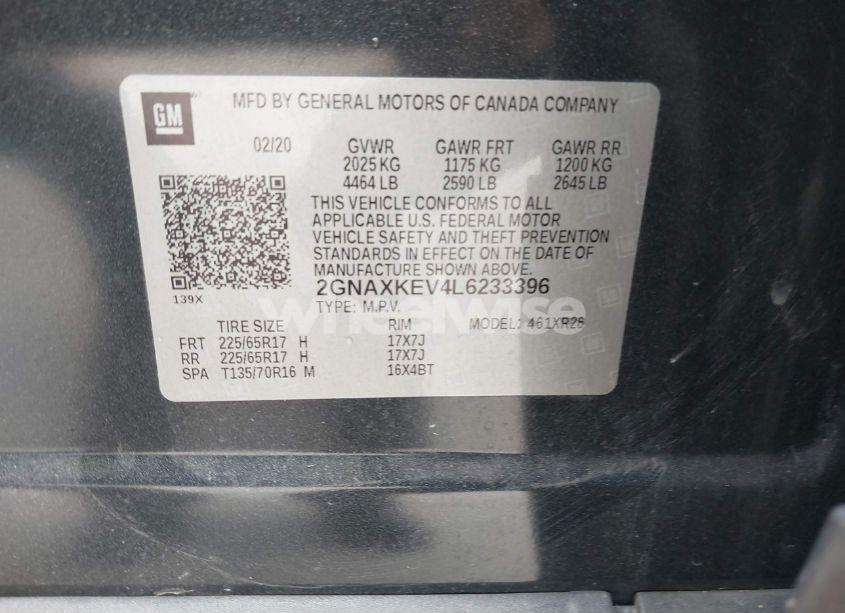 GM
MFD BY GENERAL MOTORS OF CANADA COMPANY
02/20 GVWR GAWR FRT GAWR RR
2025 KG 1175 KG 1200 KG
4464 LB 2590 LB 2645 LB
THIS VEHICLE CONFORMS TO ALL
APPLICABLE U.S. FEDERAL MOTOR
VEHICLE SAFETY AND THEFT PREVENTION
STANDARDS IN EFFECT ON THE DATE OF
MANUFACTURE SHOWN ABOVE.
139X
2GNAXKEV4L6233396
TYPE: M.P.V.
wheelwise
TIRE SIZE RIM MODEL: 461XR26
FRT 225/65R17 H 17X7J
RR 225/65R17 H 17X7J
SPA T135/70R16 M 16X4BT